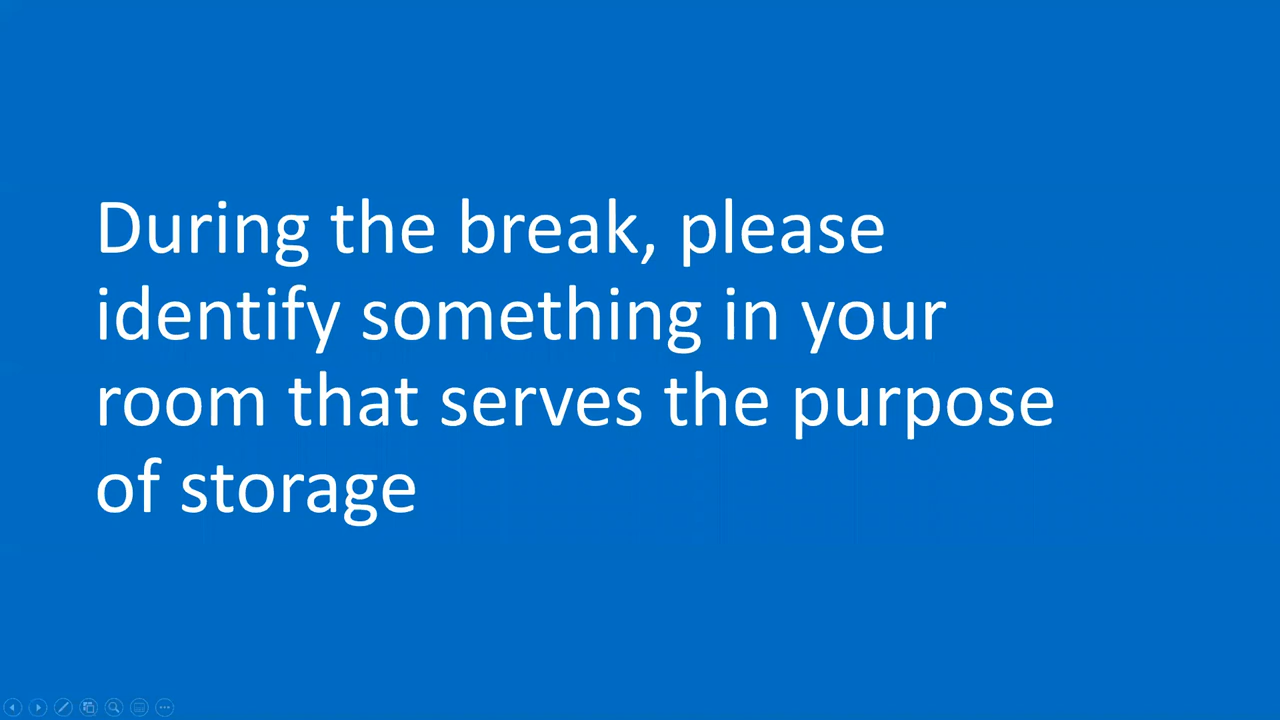 During the break, please
identify something in your
room that serves the purpose
of storage